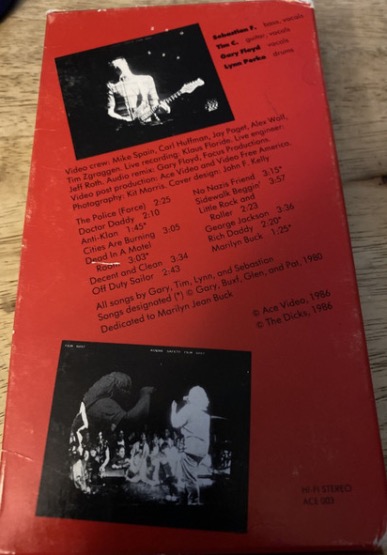 Sebastian F. bass, vocals
Tim C. guitar, vocals
Gary Floyd vocals
Lynn Perko drums
Video crew: Mike Spain, Carl Huffman, Jay Paget, Alex Wall,
Tim Zgraggen. Live recording: Klaus Floride. Live engineer:
Jeff Roth. Audio remix: Gary Floyd, Focus Productions.
Video post production: Ace Video and Video Free America.
Photography: Kit Morris. Cover design: John P. Kelly
The Police (Force) 2:25
Doctor Daddy 2:10
Anti-Klan 1:45*
Cities Are Burning 3:05
Dead In A Motel
Room 3:03*
Decent and Clean 3:34
Off Duty Sailor 2:43
No Nazis Friend 3:15*
Sidewalk Beggin' 3:57
Little Rock and
Roller 2:23
George Jackson 3:36
Rich Daddy 2:20*
Marilyn Buck 1:25*
All songs by Gary, Tim, Lynn, and Sebastian
Songs designated (*) © Gary, Buxf, Glen, and Pat, 1980
Dedicated to Marilyn Jean Buck
© Ace Video, 1986
© The Dicks, 1986
HI FI STEREO
ACE 003